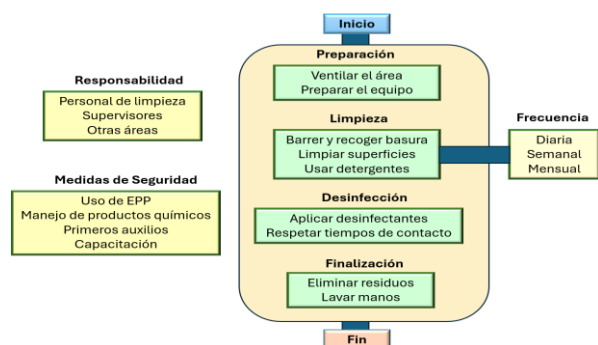 Inicio
Preparación
Ventilar el área
Preparar el equipo
Responsabilidad
Personal de limpieza
Supervisores
Otras áreas
Limpieza
Barrer y recoger basura
Limpiar superficies
Usar detergentes
Frecuencia
Diaria
Semanal
Mensual
Medidas de Seguridad
Uso de EPP
Manejo de productos químicos
Primeros auxilios
Capacitación
Desinfección
Aplicar desinfectantes
Respetar tiempos de contacto
Finalización
Eliminar residuos
Lavar manos
Fin